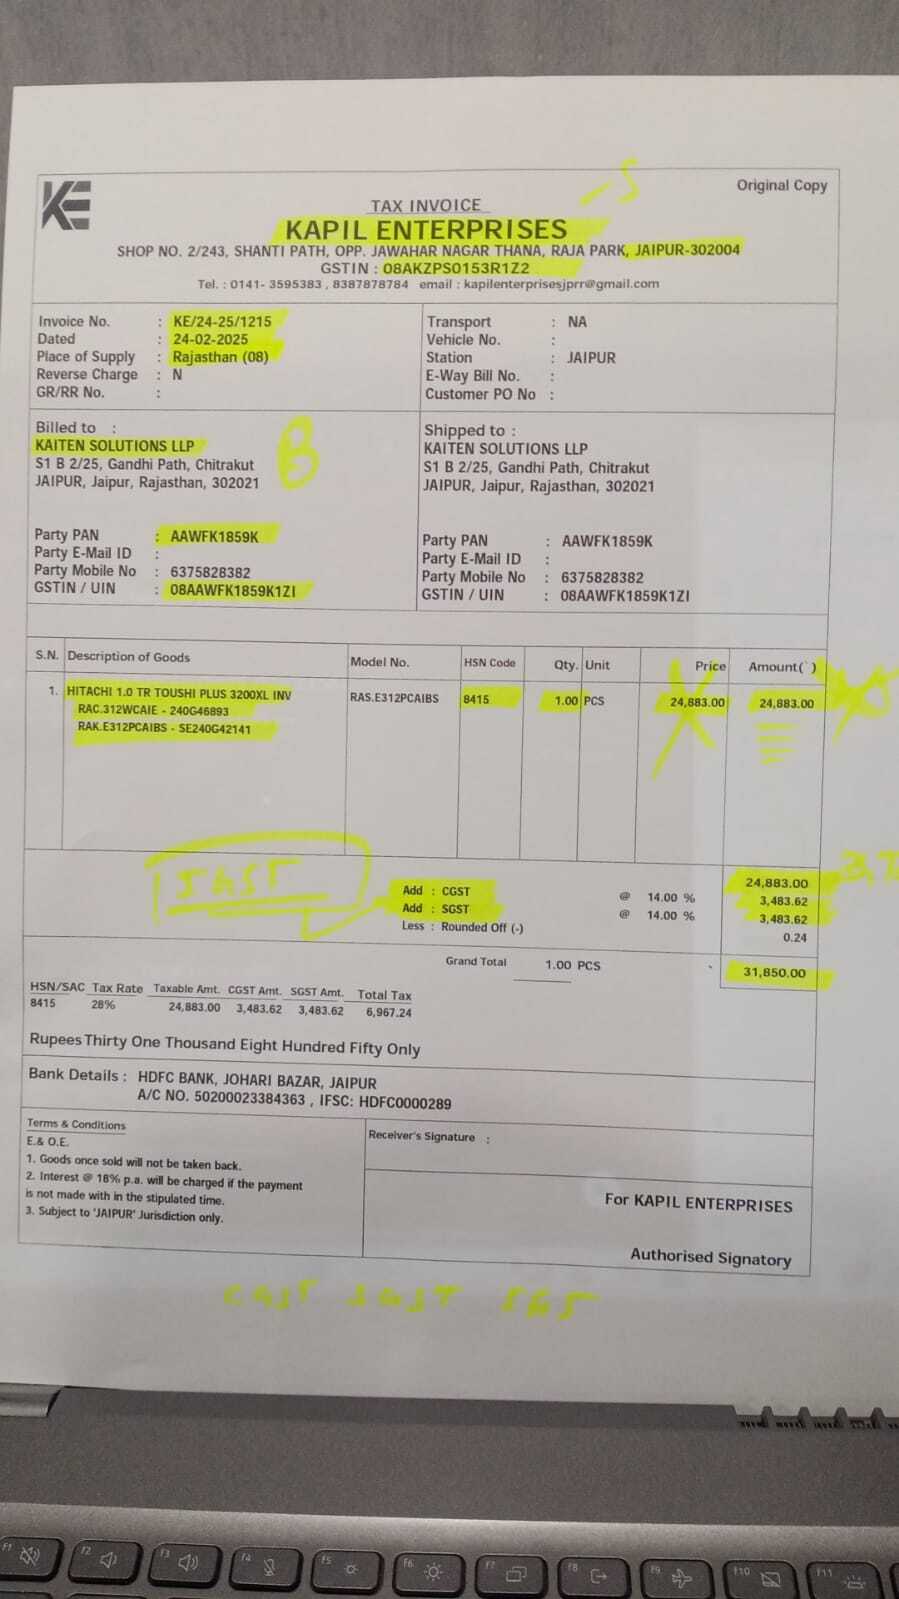 KE
Original Copy
TAX INVOICE
KAPIL ENTERPRISES
SHOP NO. 2/243, SHANTI PATH, OPP. JAWAHAR NAGAR THANA, RAJA PARK, JAIPUR-302004
GSTIN : 08AKZPS0153R1Z2
Tel. : 0141- 3595383 , 8387878784 email : kapilenterprisesjprr@gmail.com
Invoice No. : KE/24-25/1215
Dated : 24-02-2025
Place of Supply : Rajasthan (08)
Reverse Charge : N
GR/RR No. :
Transport : NA
Vehicle No. :
Station : JAIPUR
E-Way Bill No. :
Customer PO No :
Billed to :
KAITEN SOLUTIONS LLP
S1 B 2/25, Gandhi Path, Chitrakut
JAIPUR, Jaipur, Rajasthan, 302021
Party PAN : AAWFK1859K
Party E-Mail ID :
Party Mobile No : 6375828382
GSTIN / UIN : 08AAWFK1859K1ZI
B
Shipped to :
KAITEN SOLUTIONS LLP
S1 B 2/25, Gandhi Path, Chitrakut
JAIPUR, Jaipur, Rajasthan, 302021
Party PAN : AAWFK1859K
Party E-Mail ID :
Party Mobile No : 6375828382
GSTIN / UIN : 08AAWFK1859K1ZI
S.N. Description of Goods Model No. HSN Code Qty. Unit Price Amount(`)
1. HITACHI 1.0 TR TOUSHI PLUS 3200XL INV RAS.E312PCAIBS 8415 1.00 PCS 24,883.00 24,883.00
RAC.312WCAIE - 240G46893
RAK.E312PCAIBS - SE240G42141
24,883.00
Add : CGST @ 14.00 % 3,483.62
Add : SGST @ 14.00 % 3,483.62
Less : Rounded Off (-) 0.24
Grand Total 1.00 PCS ` 31,850.00
HSN/SAC Tax Rate Taxable Amt. CGST Amt. SGST Amt. Total Tax
8415 28% 24,883.00 3,483.62 3,483.62 6,967.24
Rupees Thirty One Thousand Eight Hundred Fifty Only
Bank Details : HDFC BANK, JOHARI BAZAR, JAIPUR
A/C NO. 50200023384363 , IFSC: HDFC0000289
Terms & Conditions
E.& O.E.
1. Goods once sold will not be taken back.
2. Interest @ 18% p.a. will be charged if the payment
is not made with in the stipulated time.
3. Subject to 'JAIPUR' Jurisdiction only.
Receiver's Signature :
For KAPIL ENTERPRISES
Authorised Signatory
CGST SGST
F1 F2 F3 F4 F5 F6 F7 F8 F9 F10 F11